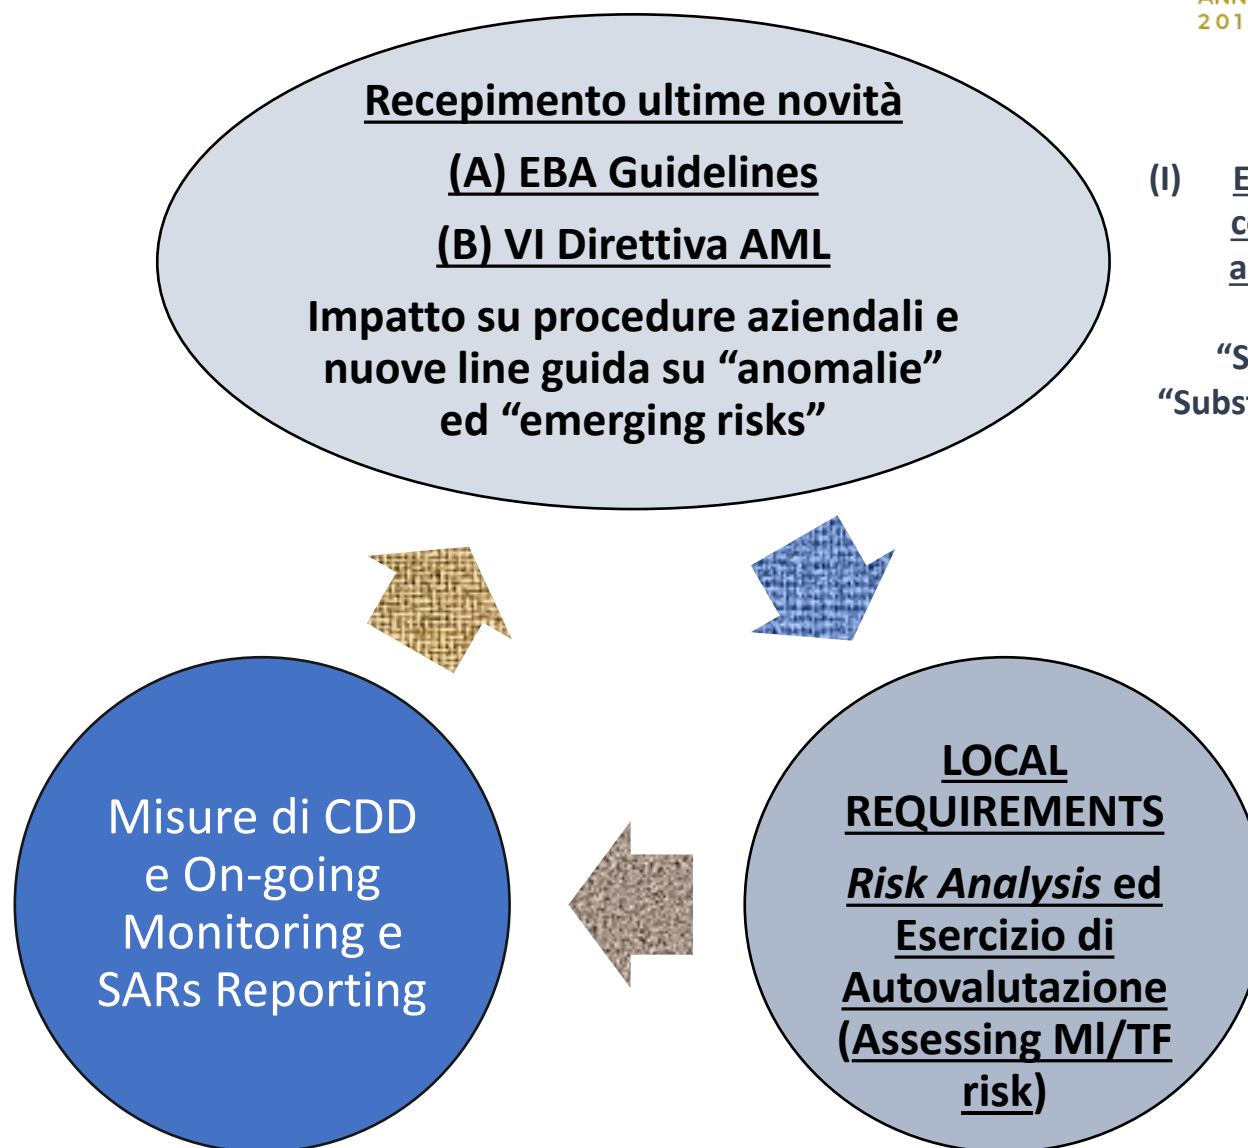 201
Recepimento ultime novità
(A) EBA Guidelines
(B) VI Direttiva AML
Impatto su procedure aziendali e
nuove line guida su “anomalie”
ed “emerging risks”
(I)
“S
“Subs
Misure di CDD
e On-going
Monitoring e
SARs Reporting
LOCAL
REQUIREMENTS
Risk Analysis ed
Esercizio di
Autovalutazione
(Assessing Ml/TF
risk)